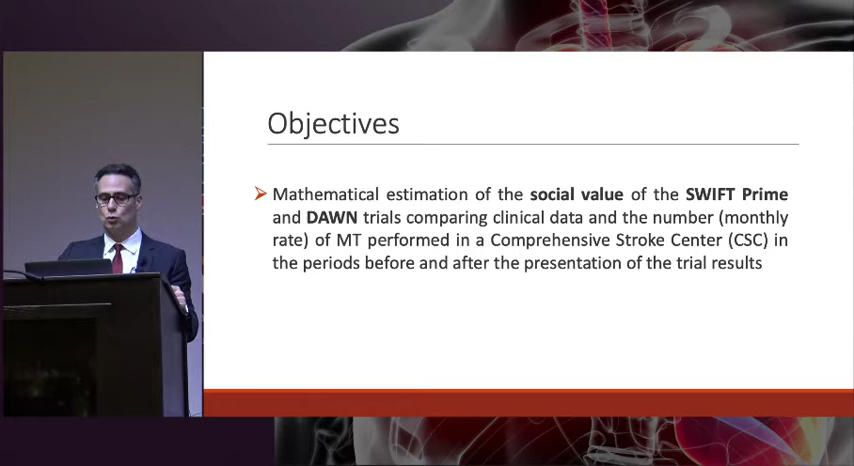 Objectives
Mathematical estimation of the social value of the SWIFT Prime
and DAWN trials comparing clinical data and the number (monthly
rate) of MT performed in a Comprehensive Stroke Center (CSC) in
the periods before and after the presentation of the trial results